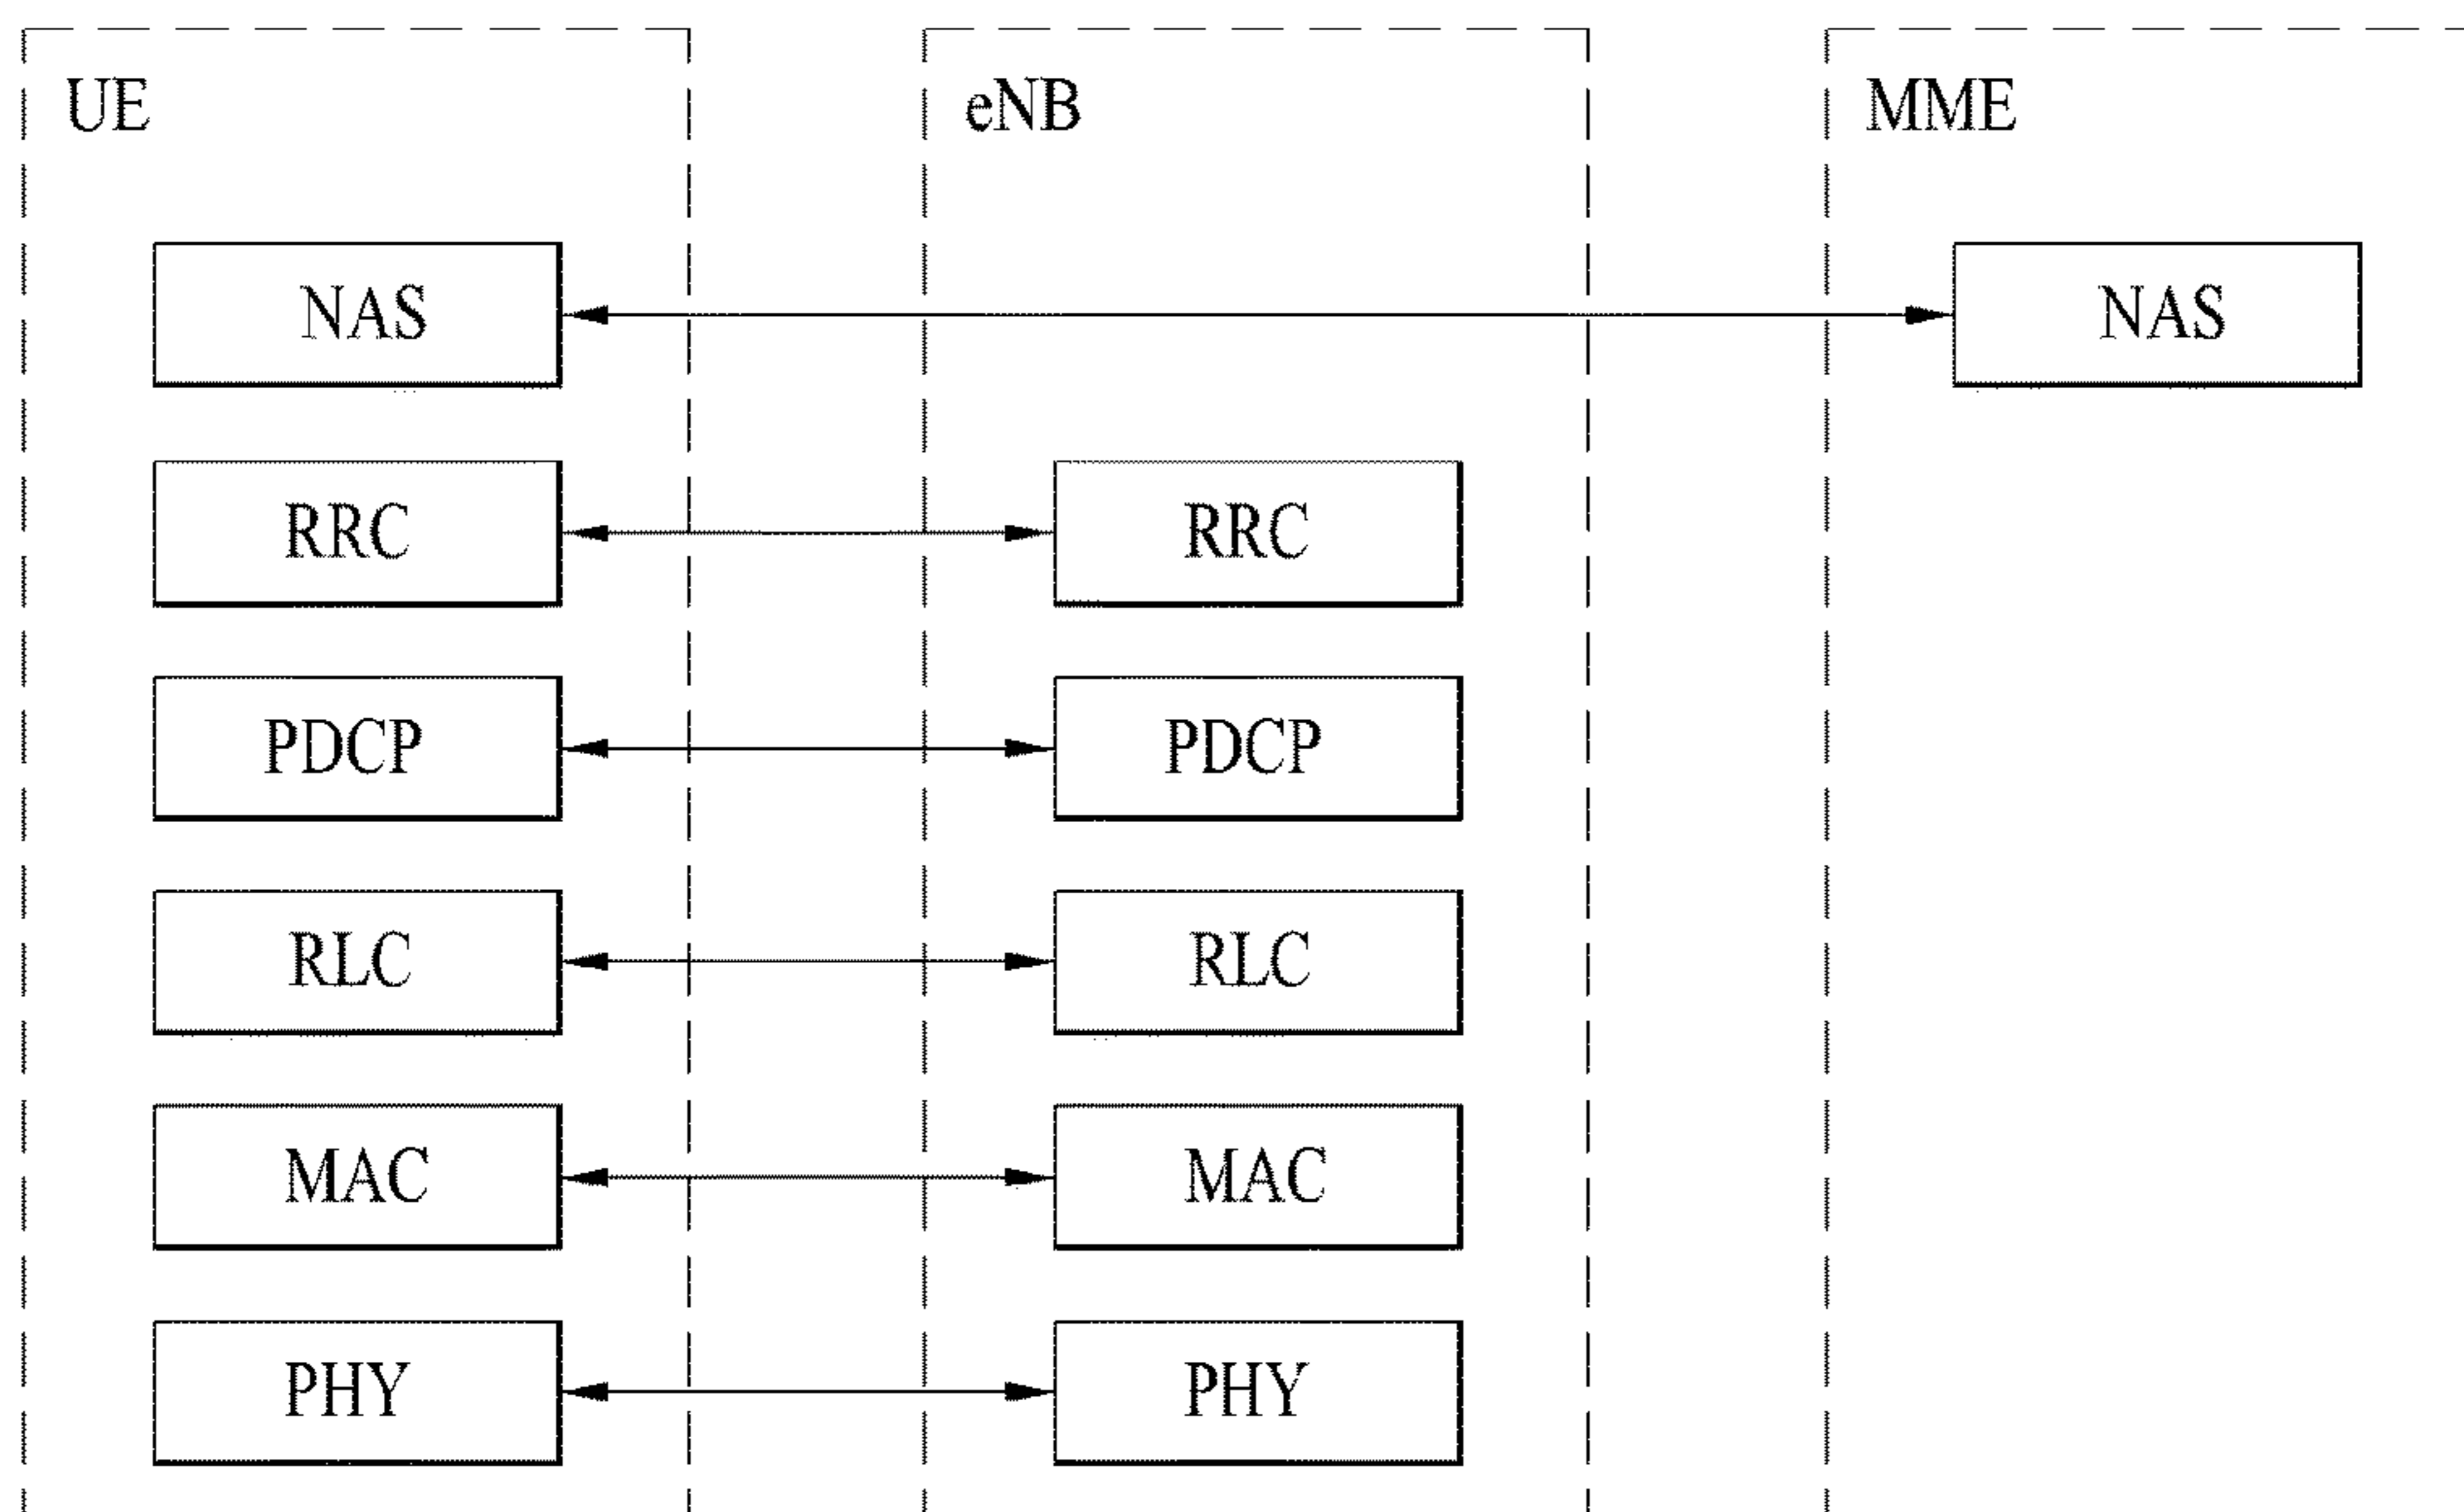 UE eNB MME
NAS NAS
RRC RRC
PDCP PDCP
RLC RLC
MAC MAC
PHY PHY